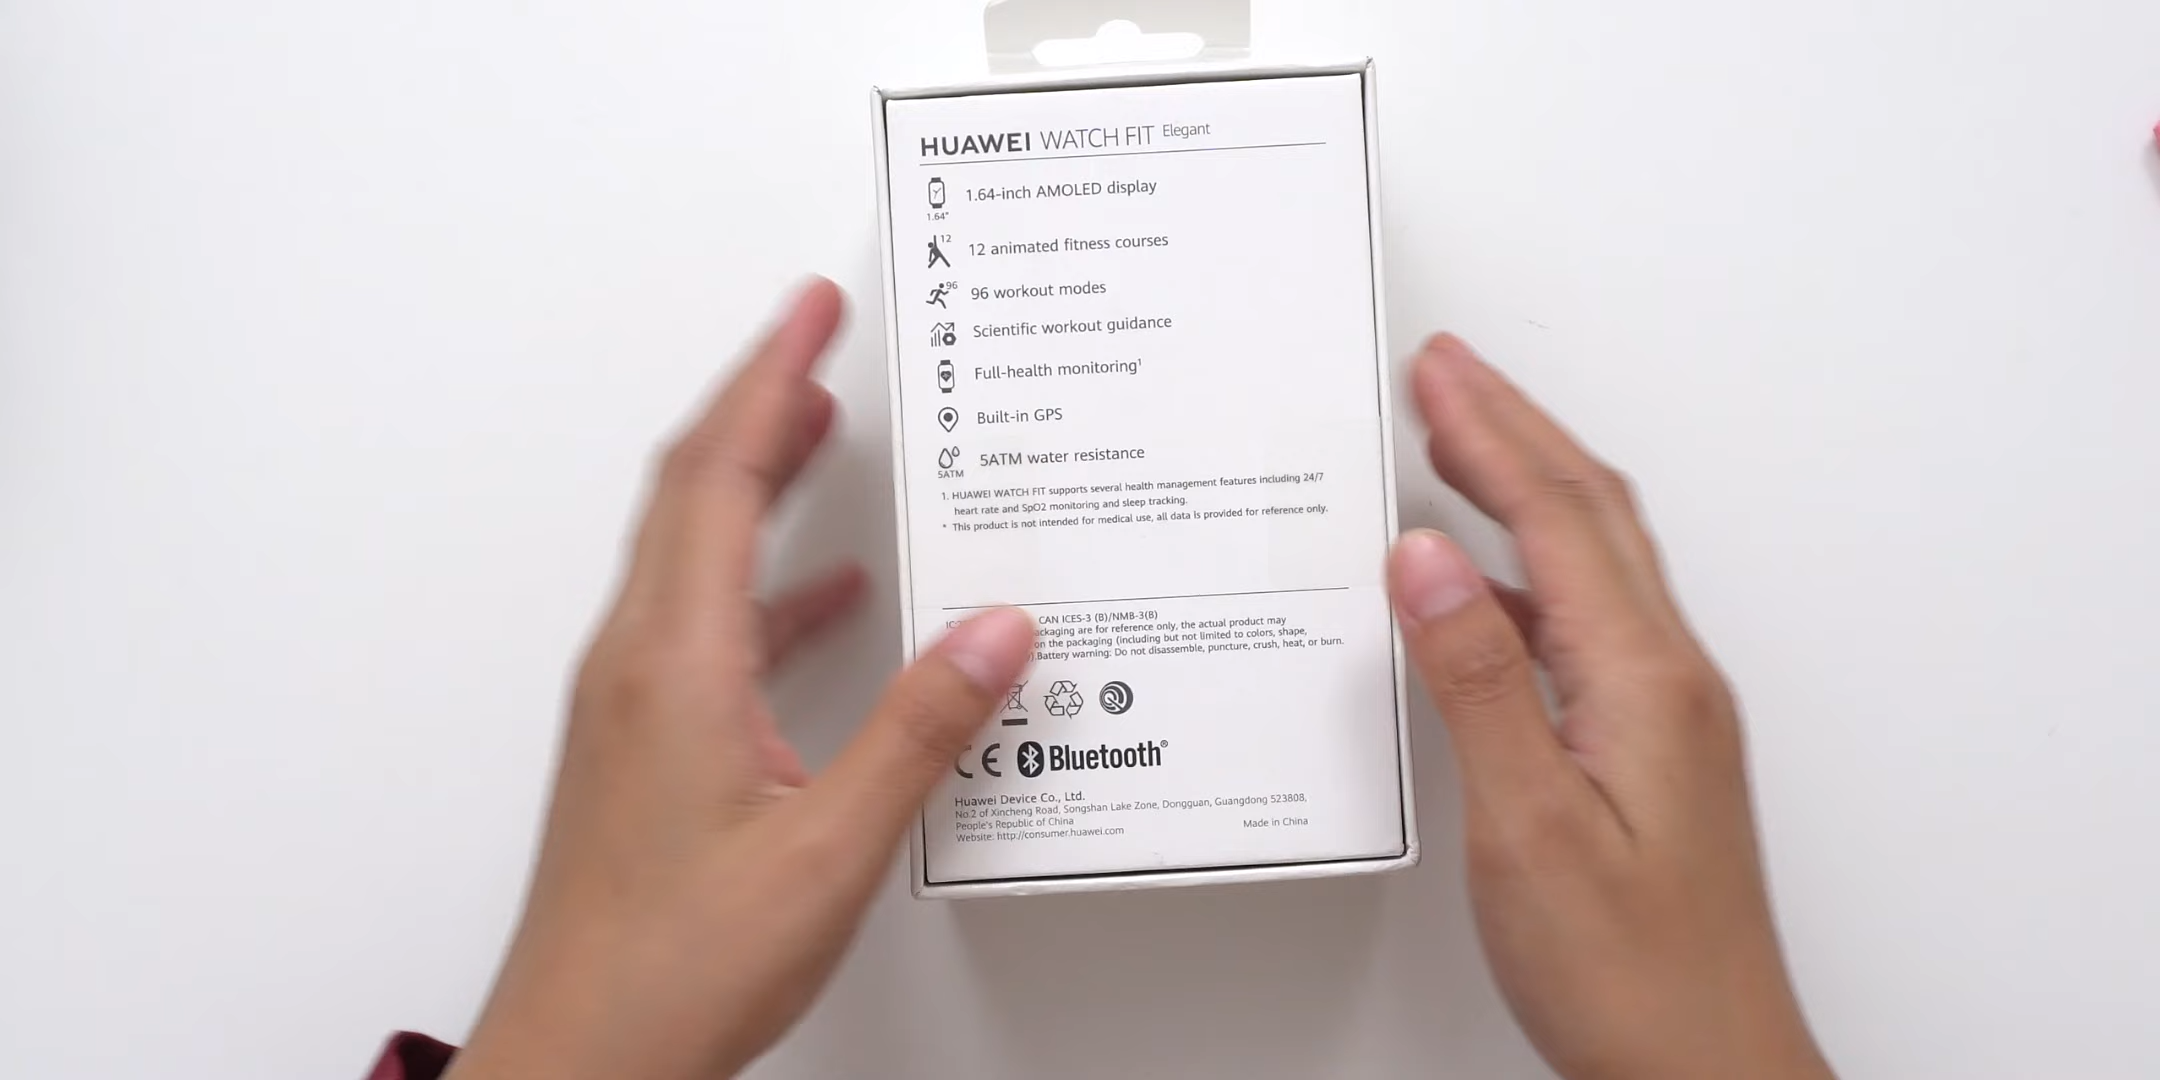 HUAWEI WATCH FIT Elegant
1.64-inch AMOLED display
1.64"
12
12 animated fitness courses
96
96 workout modes
Scientific workout guidance
Full-health monitoring¹
Built-in GPS
5ATM water resistance
5ATM
1. HUAWEI WATCH FIT supports several health management features including 24/7
heart rate and SpO2 monitoring and sleep tracking.
* This product is not intended for medical use, all data is provided for reference only.
CAN ICES-3 (B)/NMB-3(B)
are for reference only, the actual product may
on the packaging (including but not limited to colors, shape,
Battery warning: Do not disassemble, puncture, crush, heat, or burn.
CE Bluetooth®
Huawei Device Co., Ltd.
No.2 of Xincheng Road, Songshan Lake Zone, Dongguan, Guangdong 523808,
People's Republic of China
Website: http://consumer.huawei.com
Made in China